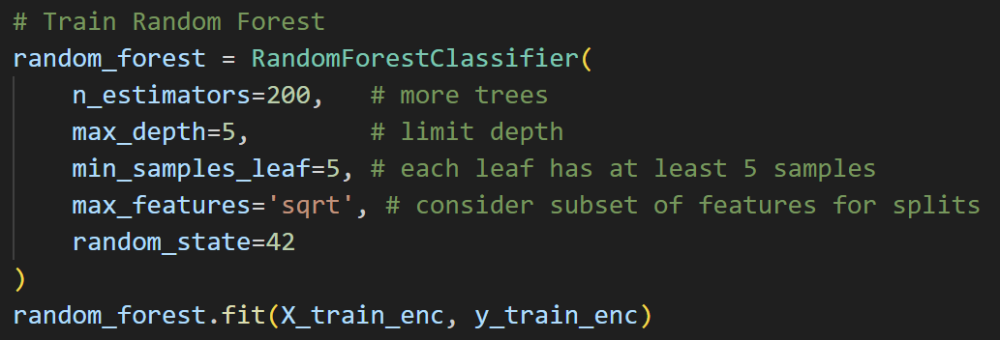 # Train Random Forest
random_forest = RandomForestClassifier(
    n_estimators=200,   # more trees
    max_depth=5,        # limit depth
    min_samples_leaf=5, # each leaf has at least 5 samples
    max_features='sqrt', # consider subset of features for splits
    random_state=42
)
random_forest.fit(X_train_enc, y_train_enc)